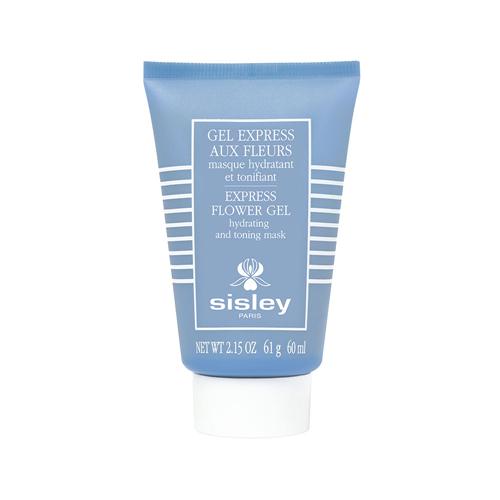 GEL EXPRESS
AUX FLEURS
masque hydratant
et tonifiant
EXPRESS
FLOWER GEL
hydrating
and toning mask
sisley
PARIS
NET WT 2.15 OZ 61 g 60 ml